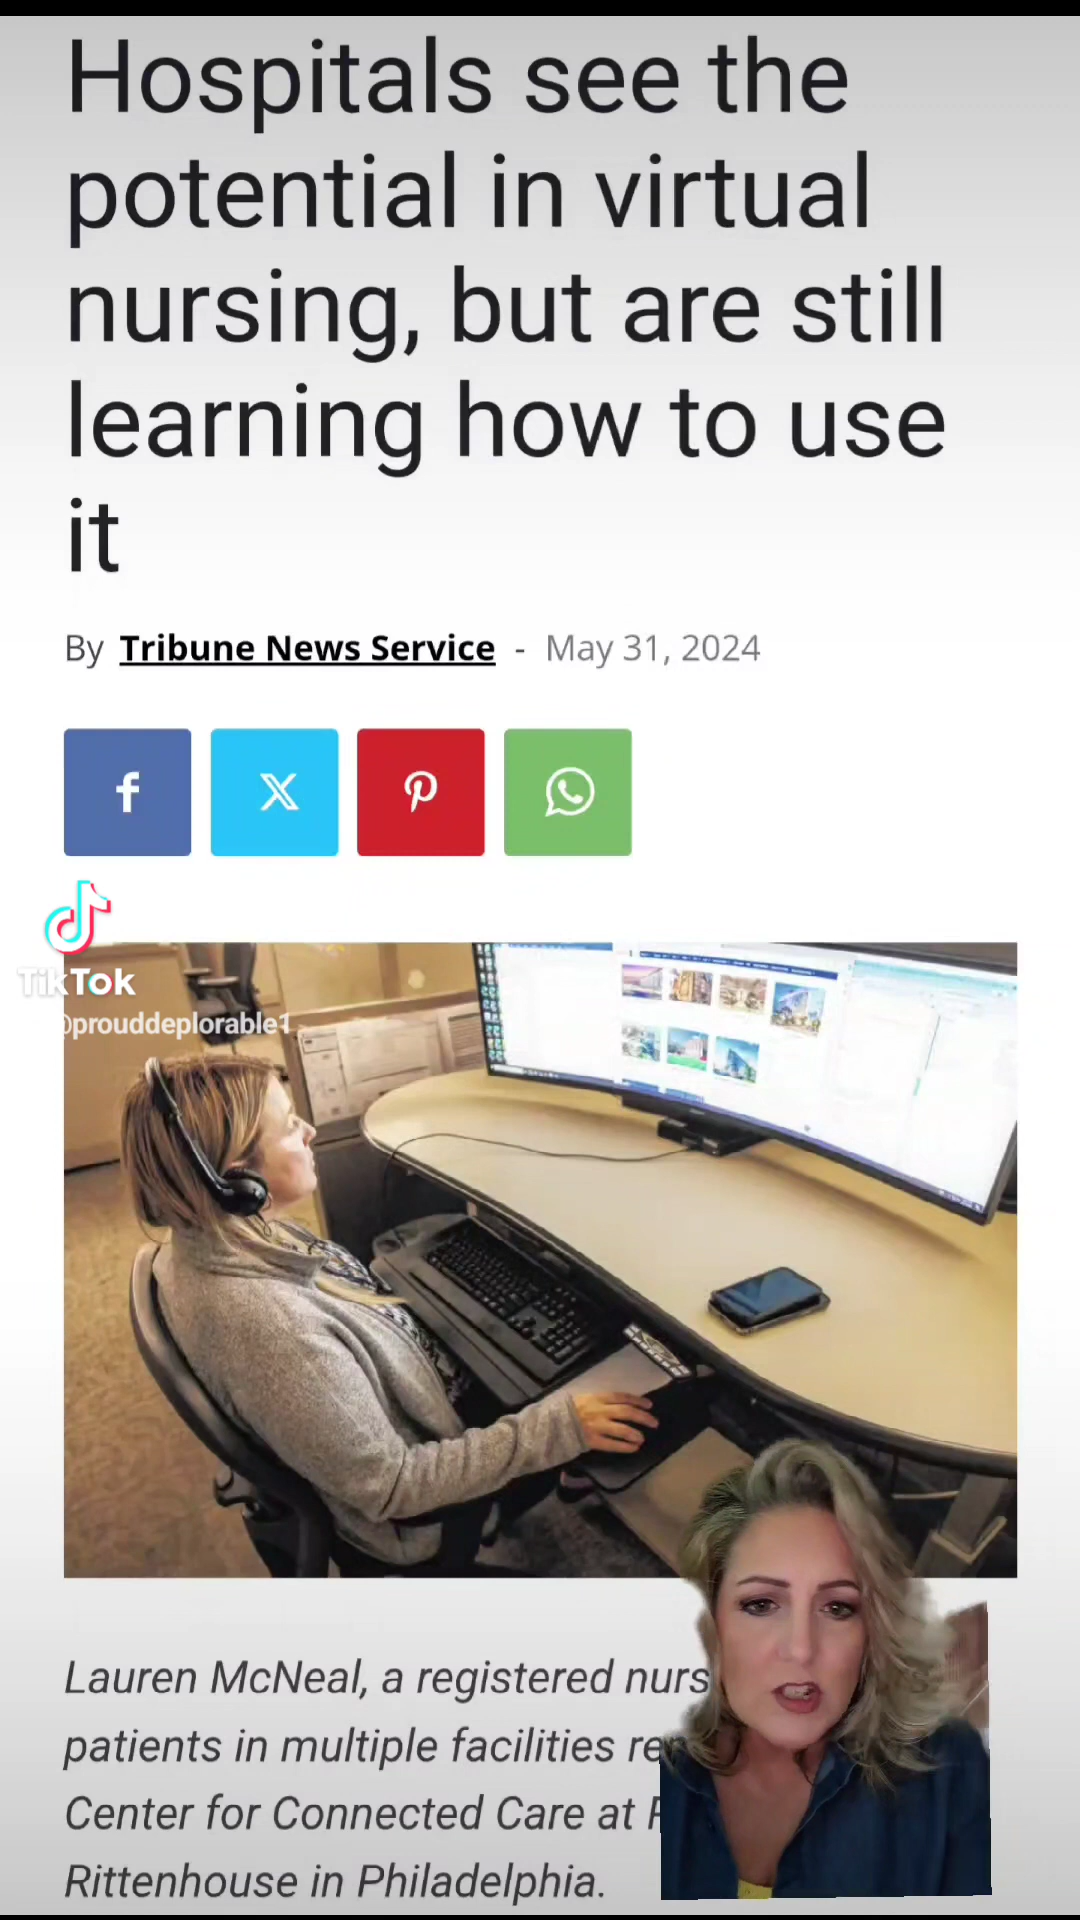 Hospitals see the
potential in virtual
nursing, but are still
learning how to use
it
By Tribune News Service - May 31, 2024
TikTok
@prouddeplorable1
Lauren McNeal, a registered nurs
patients in multiple facilities
Center for Connected Care at
Rittenhouse in Philadelphia.